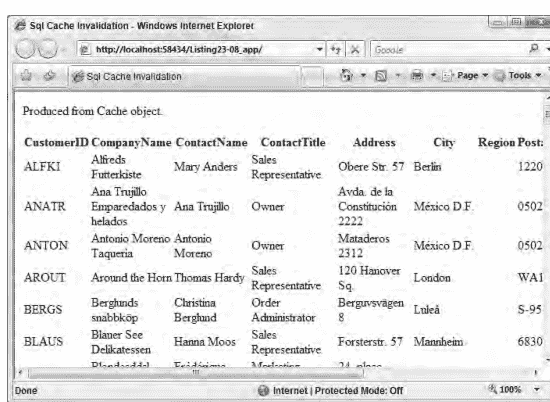 Sql Cache Invalidation - Windows Internet Explorer
http://localhost:58434/Listing23-08_app/
Google
Sql Cache Invalidation
Page
Tools
Produced from Cache object.
CustomerID CompanyName ContactName ContactTitle Address City Region Posta
ALFKI Alfreds Futterkiste Mary Anders Sales Representative Obere Str. 57 Berlin 1220
ANATR Ana Trujillo Emparedados y helados Ana Trujillo Owner Avda. de la Constitución 2222 México D.F. 0502
ANTON Antonio Moreno Taquería Antonio Moreno Owner Mataderos 2312 México D.F. 0502
AROUT Around the Horn Thomas Hardy Sales Representative 120 Hanover Sq. London WA1
BERGS Berglunds snabbköp Christina Berglund Order Administrator Berguvsvägen 8 Luleå S-95
BLAUS Blauer See Delikatessen Hanna Moos Sales Representative Forsterstr. 57 Mannheim 6830
Done
Internet | Protected Mode: Off
100%